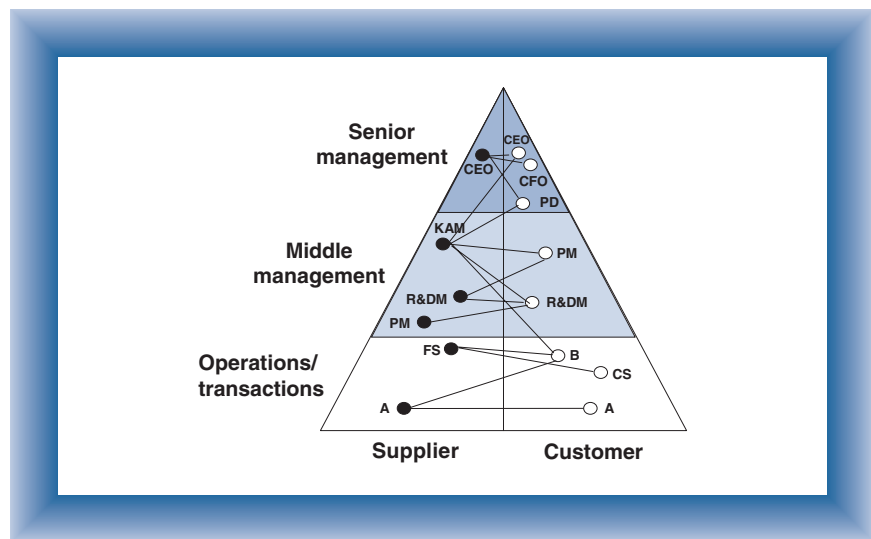 Senior
management
CEO
CEO
CFO
PD
KAM
Middle
management
PM
R&DM
R&DM
PM
FS
B
Operations/
transactions
CS
A
A
Supplier
Customer